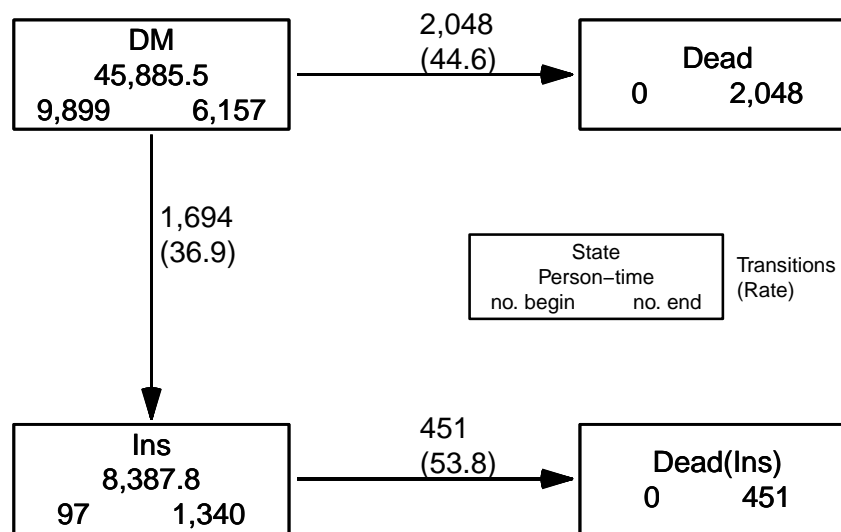 DM
45,885.5
9,899 6,157
2,048
(44.6)
Dead
0 2,048
1,694
(36.9)
State
Person−time
no. begin no. end
Transitions
(Rate)
Ins
8,387.8
97 1,340
451
(53.8)
Dead(Ins)
0 451